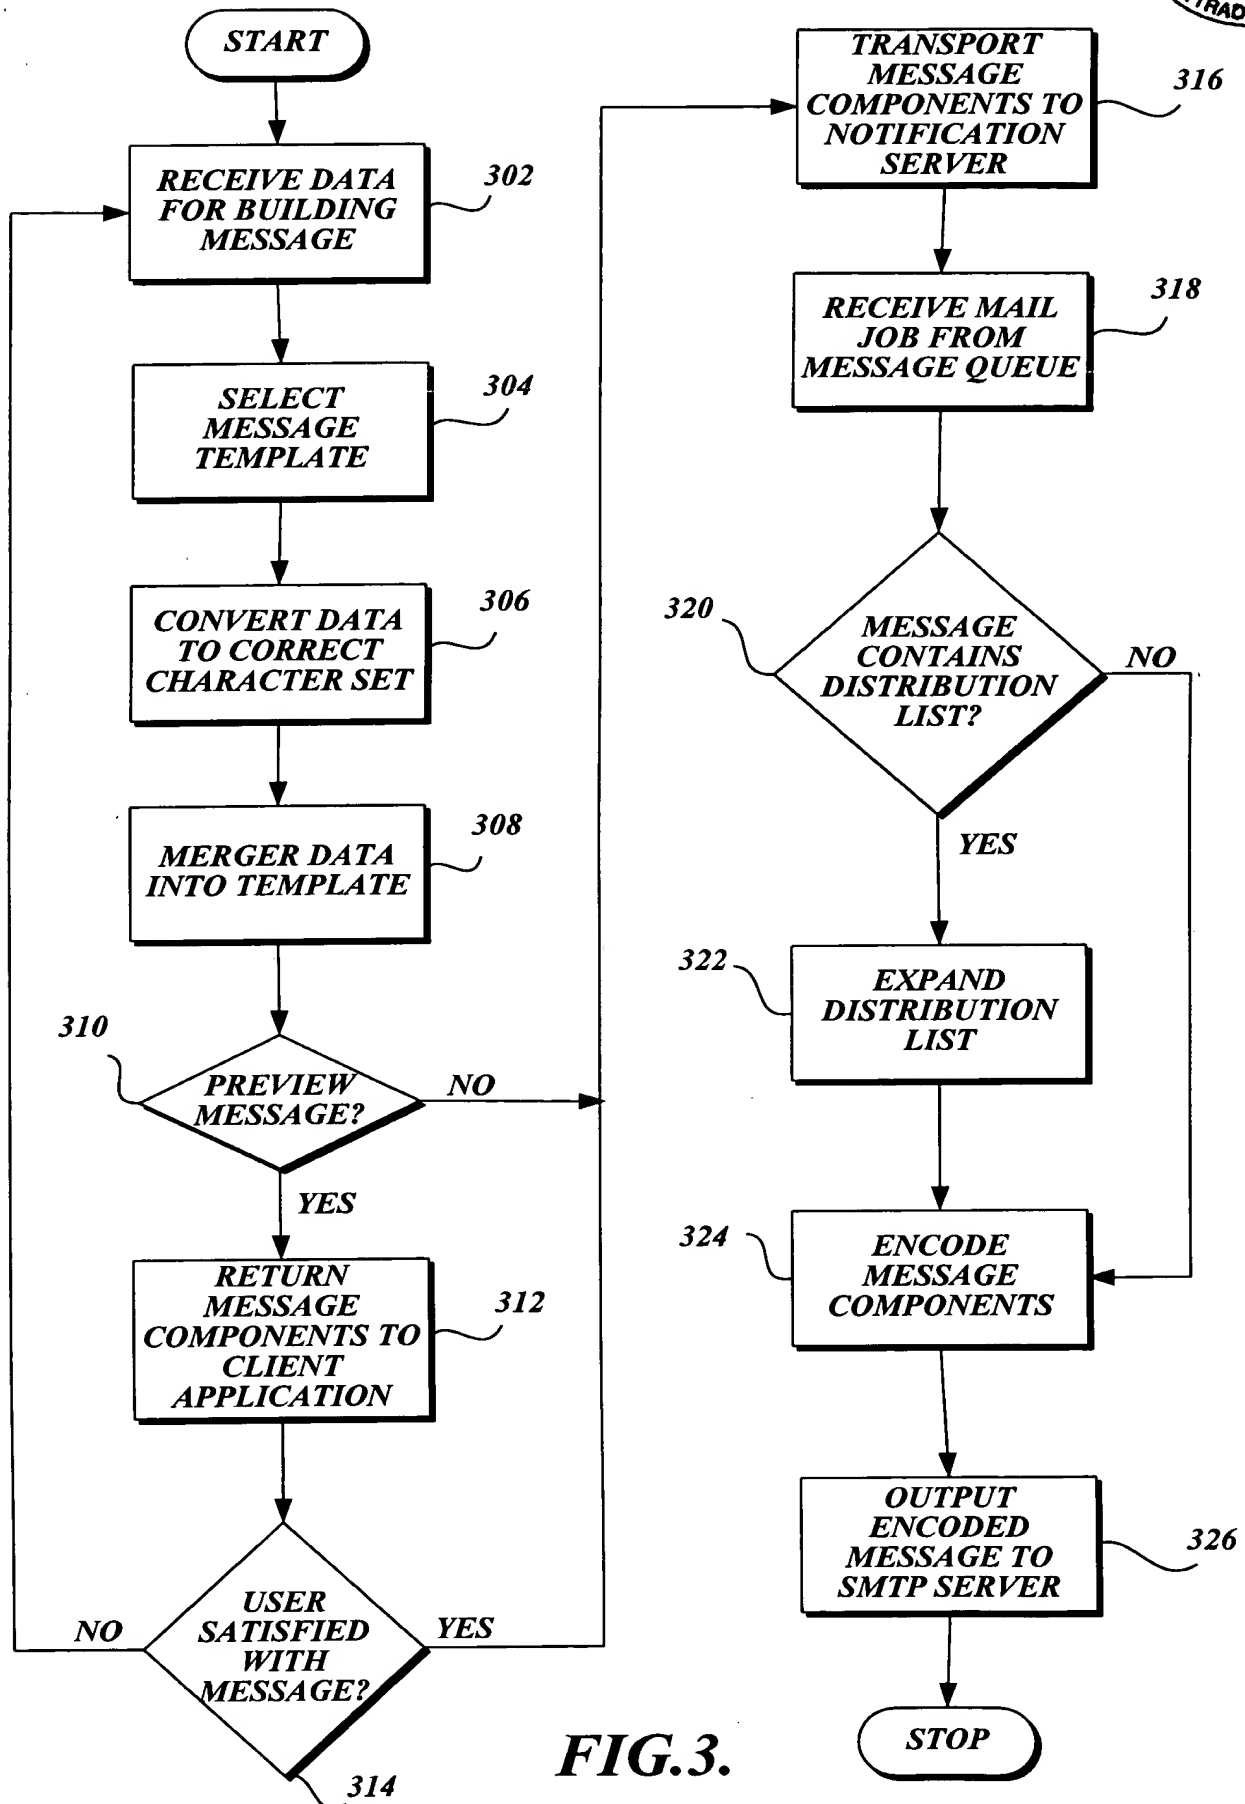 START
RECEIVE DATA
FOR BUILDING
MESSAGE
302
SELECT
MESSAGE
TEMPLATE
304
CONVERT DATA
TO CORRECT
CHARACTER SET
306
MERGER DATA
INTO TEMPLATE
308
310
PREVIEW
MESSAGE?
NO
YES
RETURN
MESSAGE
COMPONENTS TO
CLIENT
APPLICATION
312
NO
USER
SATISFIED
WITH
MESSAGE?
YES
314
TRANSPORT
MESSAGE
COMPONENTS TO
NOTIFICATION
SERVER
316
RECEIVE MAIL
JOB FROM
MESSAGE QUEUE
318
320
MESSAGE
CONTAINS
DISTRIBUTION
LIST?
NO
YES
322
EXPAND
DISTRIBUTION
LIST
324
ENCODE
MESSAGE
COMPONENTS
OUTPUT
ENCODED
MESSAGE TO
SMTP SERVER
326
STOP
FIG.3.